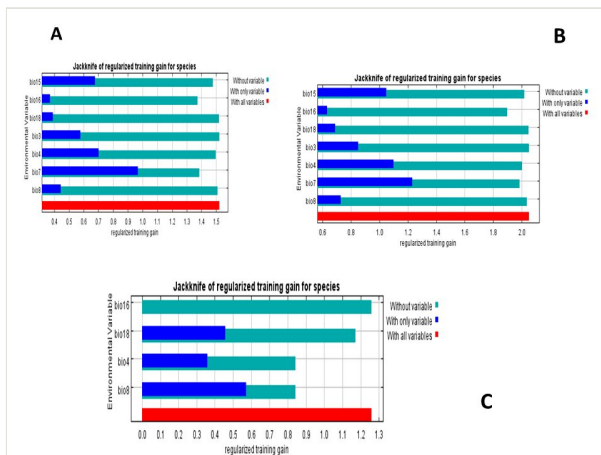 A
Jackknife of regularized training gain for species
Environmental Variable
bio15
bio16
bio18
bio3
bio4
bio7
bio8
Without variable
With only variable
With all variables
0.4 0.5 0.6 0.7 0.8 0.9 1.0 1.1 1.2 1.3 1.4 1.5
regularized training gain
B
Jackknife of regularized training gain for species
Environmental Variable
bio15
bio16
bio18
bio3
bio4
bio7
bio8
Without variable
With only variable
With all variables
0.6 0.8 1.0 1.2 1.4 1.6 1.8 2.0
regularized training gain
Jackknife of regularized training gain for species
Environmental Variable
bio16
bio18
bio4
bio8
Without variable
With only variable
With all variables
0.0 0.1 0.2 0.3 0.4 0.5 0.6 0.7 0.8 0.9 1.0 1.1 1.2 1.3
regularized training gain
C